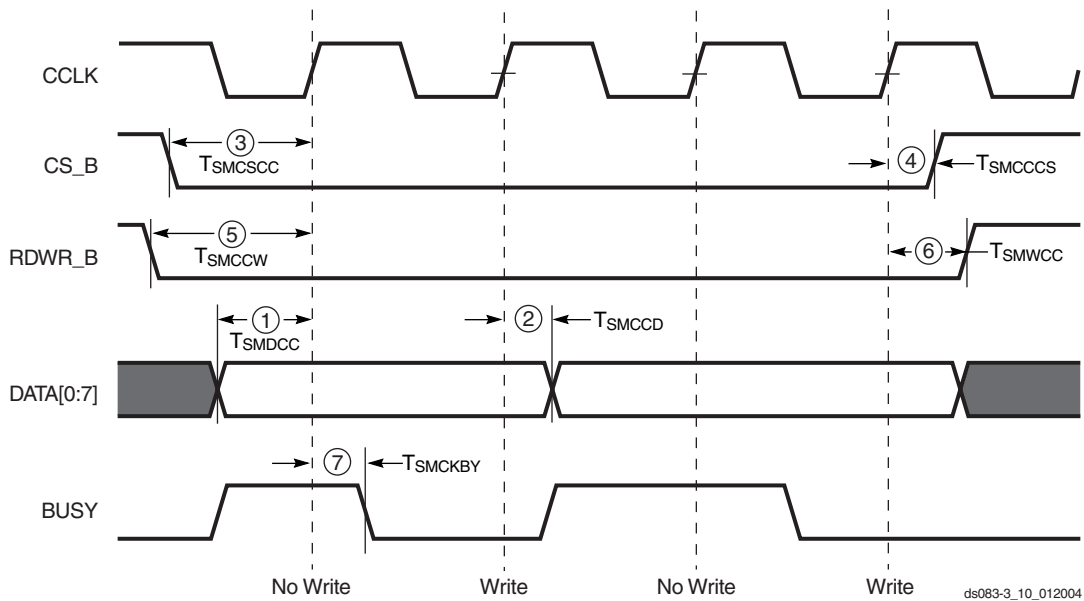 CCLK
CS_B
③
TSMCSCC
④
TSMCCCS
RDWR_B
⑤
TSMCCW
⑥
TSMWCC
DATA[0:7]
①
TSMDCC
②
TSMCCD
BUSY
⑦
TSMCKBY
No Write
Write
No Write
Write
ds083-3_10_012004